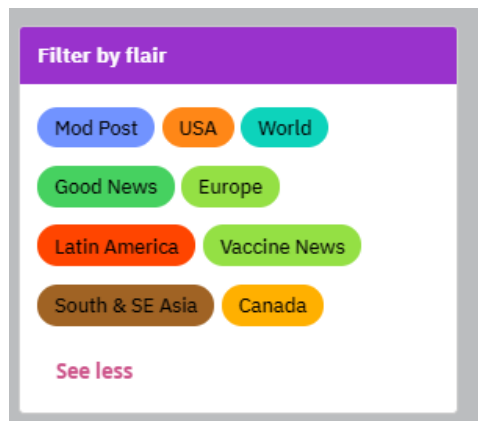 Filter by flair
Mod Post USA World
Good News Europe
Latin America Vaccine News
South & SE Asia Canada
See less